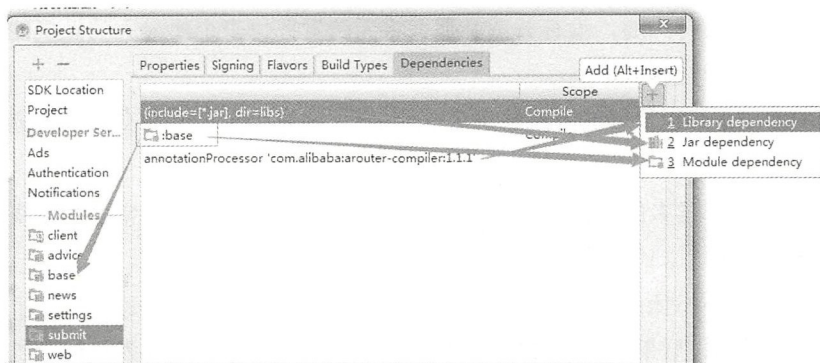 Project Structure
Properties Signing Flavors Build Types Dependencies
Add (Alt+Insert)
SDK Location
Project
Developer Ser...
Ads
Authentication
Notifications
Modules
client
advice
base
news
settings
submit
web
Scope
{include=[*.jar], dir=libs} Compile
:base Compile
annotationProcessor 'com.alibaba:arouter-compiler:1.1.1'
1 Library dependency
2 Jar dependency
3 Module dependency